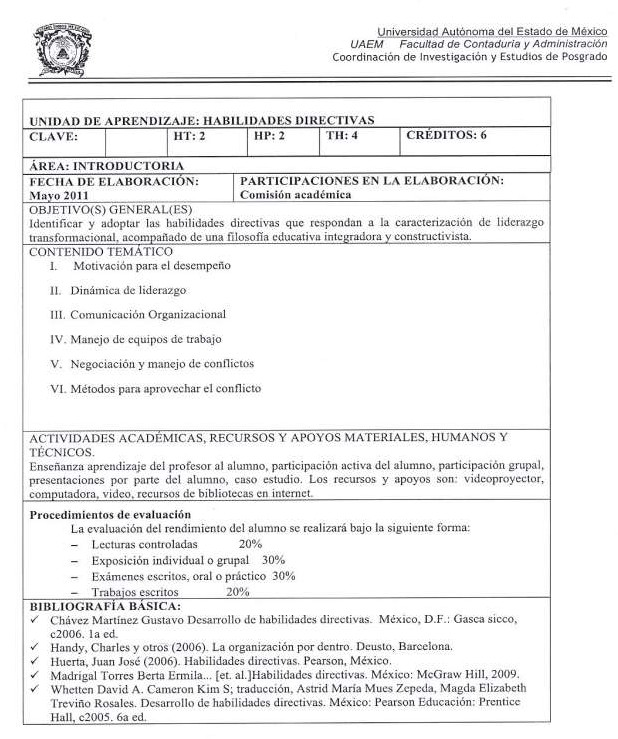 Universidad Autónoma del Estado de México
UAEM Facultad de Contaduría y Administración
Coordinación de Investigación y Estudios de Posgrado
UNIDAD DE APRENDIZAJE: HABILIDADES DIRECTIVAS
CLAVE: HT: 2 HP: 2 TH: 4 CRÉDITOS: 6
ÁREA: INTRODUCTORIA
FECHA DE ELABORACIÓN: PARTICIPACIONES EN LA ELABORACIÓN:
Mayo 2011 Comisión académica
OBJETIVO(S) GENERAL(ES)
Identificar y adoptar las habilidades directivas que respondan a la caracterización de liderazgo
transformacional, acompañado de una filosofía educativa integradora y constructivista.
CONTENIDO TEMÁTICO
I. Motivación para el desempeño
II. Dinámica de liderazgo
III. Comunicación Organizacional
IV. Manejo de equipos de trabajo
V. Negociación y manejo de conflictos
VI. Métodos para aprovechar el conflicto
ACTIVIDADES ACADÉMICAS, RECURSOS Y APOYOS MATERIALES, HUMANOS Y
TÉCNICOS.
Enseñanza aprendizaje del profesor al alumno, participación activa del alumno, participación grupal,
presentaciones por parte del alumno, caso estudio. Los recursos y apoyos son: videoproyector,
computadora, video, recursos de bibliotecas en internet.
Procedimientos de evaluación
La evaluación del rendimiento del alumno se realizará bajo la siguiente forma:
– Lecturas controladas 20%
– Exposición individual o grupal 30%
– Exámenes escritos, oral o práctico 30%
– Trabajos escritos 20%
BIBLIOGRAFÍA BÁSICA:
✓ Chávez Martínez Gustavo Desarrollo de habilidades directivas. México, D.F.: Gasca sicco,
c2006. 1a ed.
✓ Handy, Charles y otros (2006). La organización por dentro. Deusto, Barcelona.
✓ Huerta, Juan José (2006). Habilidades directivas. Pearson, México.
✓ Madrigal Torres Berta Ermila... [et. al.]Habilidades directivas. México: McGraw Hill, 2009.
✓ Whetten David A. Cameron Kim S; traducción, Astrid María Mues Zepeda, Magda Elizabeth
Treviño Rosales. Desarrollo de habilidades directivas. México: Pearson Educación: Prentice
Hall, c2005. 6a ed.